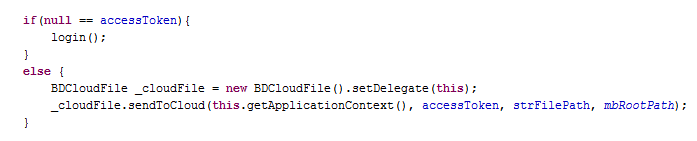 if(null == accessToken){
login();
}
else {
BDCloudFile _cloudFile = new BDCloudFile().setDelegate(this);
_cloudFile.sendToCloud(this.getApplicationContext(), accessToken, strFilePath, mbRootPath);
}